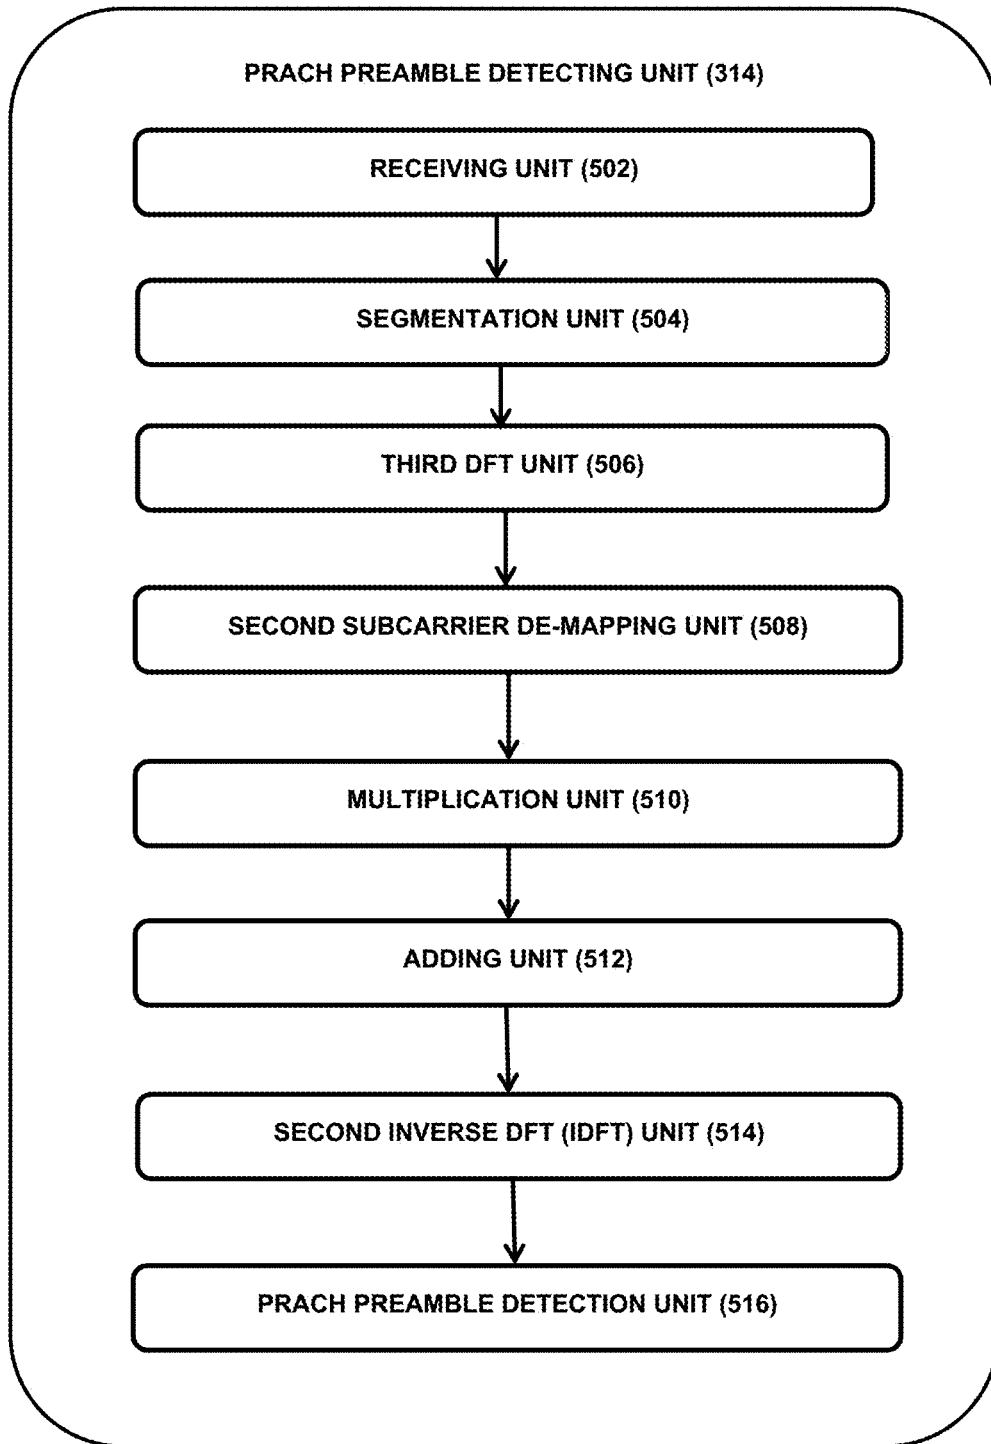 PRACH PREAMBLE DETECTING UNIT (314)
RECEIVING UNIT (502)
SEGMENTATION UNIT (504)
THIRD DFT UNIT (506)
SECOND SUBCARRIER DE-MAPPING UNIT (508)
MULTIPLICATION UNIT (510)
ADDING UNIT (512)
SECOND INVERSE DFT (IDFT) UNIT (514)
PRACH PREAMBLE DETECTION UNIT (516)